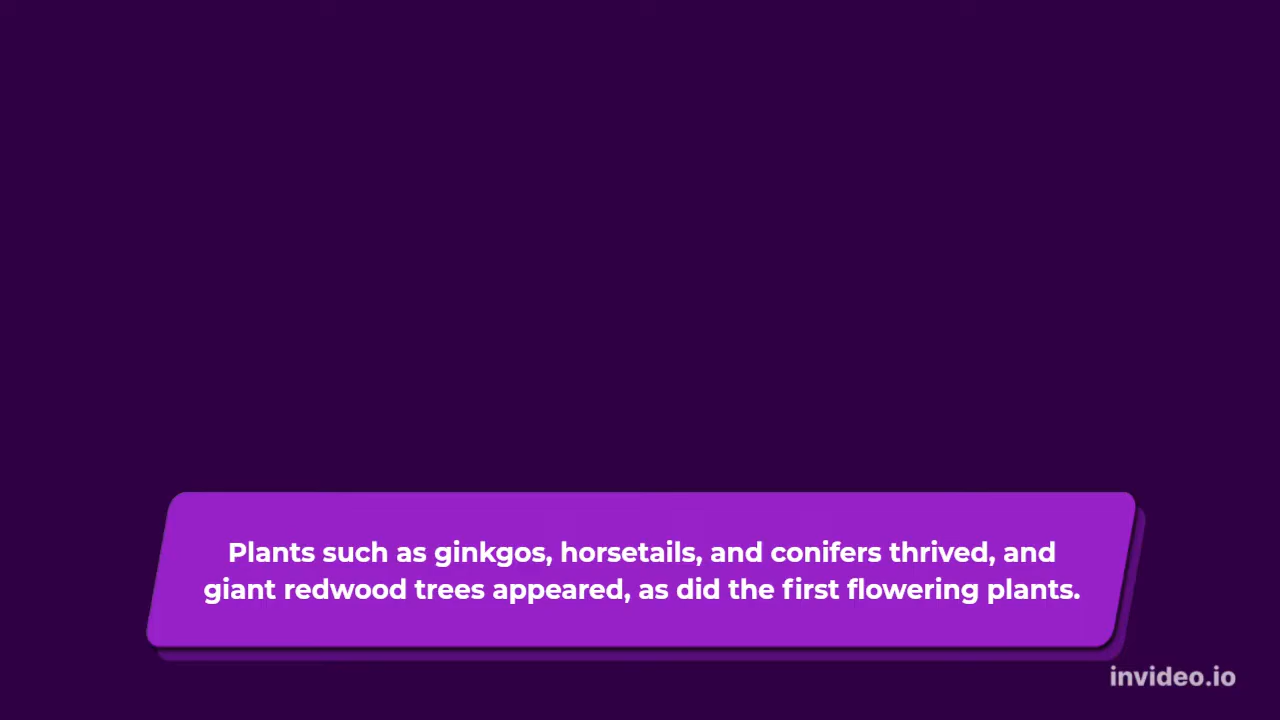 Plants such as ginkgos, horsetails, and conifers thrived, and
giant redwood trees appeared, as did the first flowering plants.
invideo.io